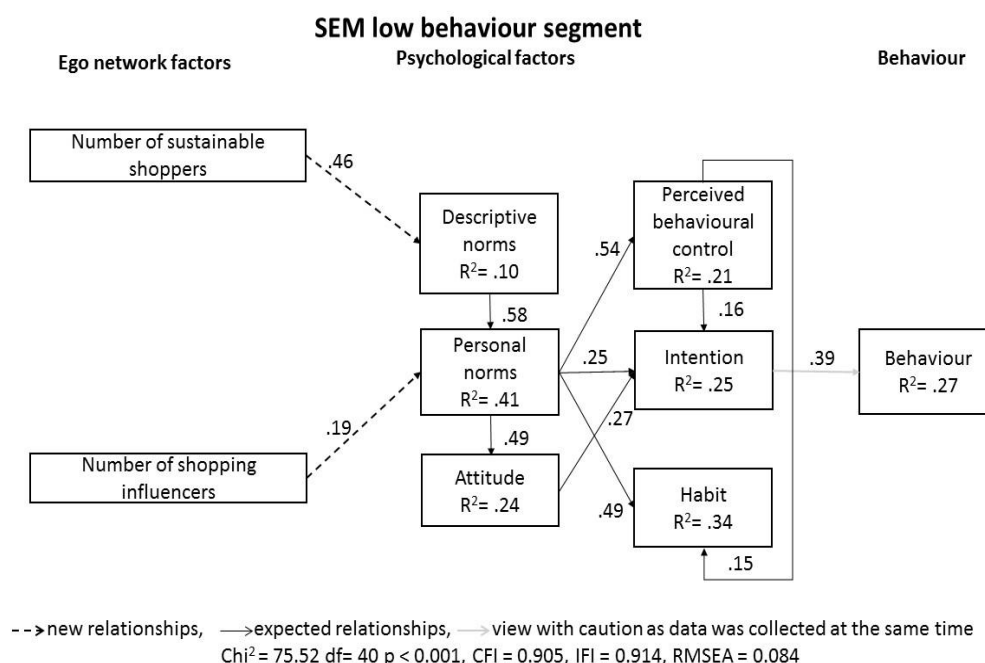 SEM low behaviour segment
Ego network factors
Psychological factors
Behaviour
Number of sustainable
shoppers
.46
Descriptive
norms
R²= .10
Perceived
behavioural
control
R²= .21
.54
.58
.16
Personal
norms
R²= .41
.25
Intention
R²= .25
.39
Behaviour
R²= .27
.19
.49
.27
Number of shopping
influencers
Attitude
R²= .24
.49
Habit
R²= .34
.15
new relationships, expected relationships, view with caution as data was collected at the same time
Chi² = 75.52 df= 40 p < 0.001, CFI = 0.905, IFI = 0.914, RMSEA = 0.084